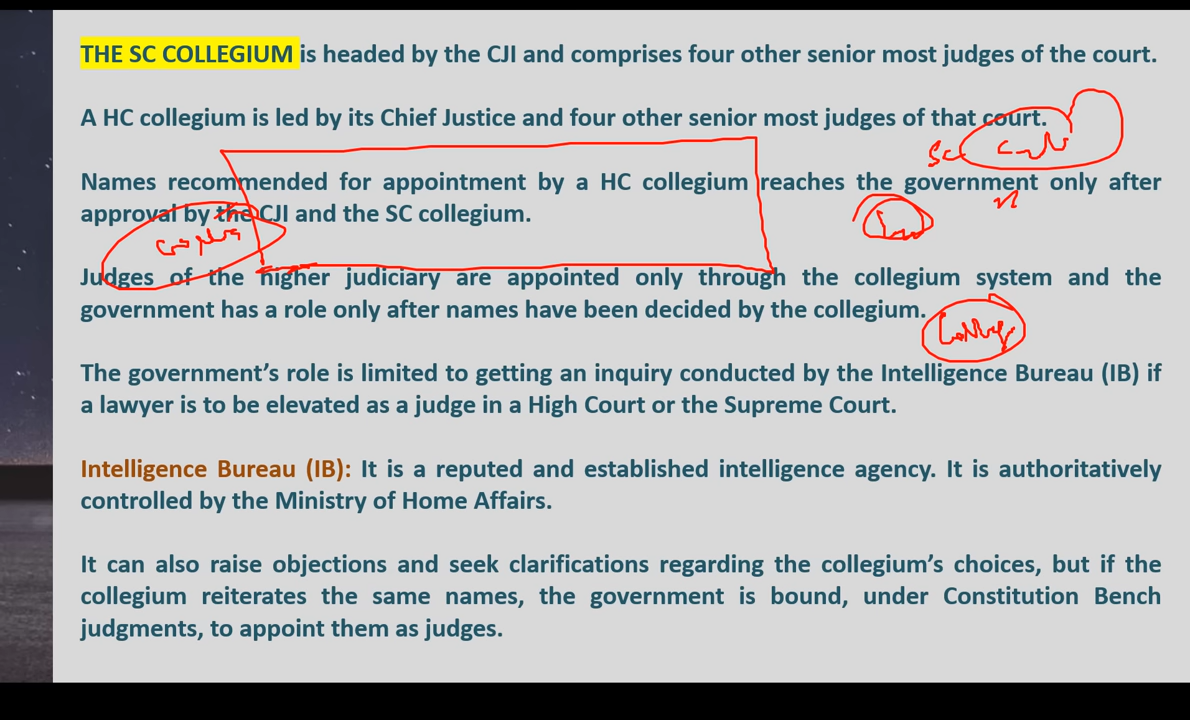 THE SC COLLEGIUM is headed by the CJI and comprises four other senior most judges of the court.
A HC collegium is led by its Chief Justice and four other senior most judges of that court.
SC
Names recommended for appointment by a HC collegium reaches the government only after
approval by the CJI and the SC collegium.
Judges of the higher judiciary are appointed only through the collegium system and the
government has a role only after names have been decided by the collegium.
The government’s role is limited to getting an inquiry conducted by the Intelligence Bureau (IB) if
a lawyer is to be elevated as a judge in a High Court or the Supreme Court.
Intelligence Bureau (IB): It is a reputed and established intelligence agency. It is authoritatively
controlled by the Ministry of Home Affairs.
It can also raise objections and seek clarifications regarding the collegium’s choices, but if the
collegium reiterates the same names, the government is bound, under Constitution Bench
judgments, to appoint them as judges.